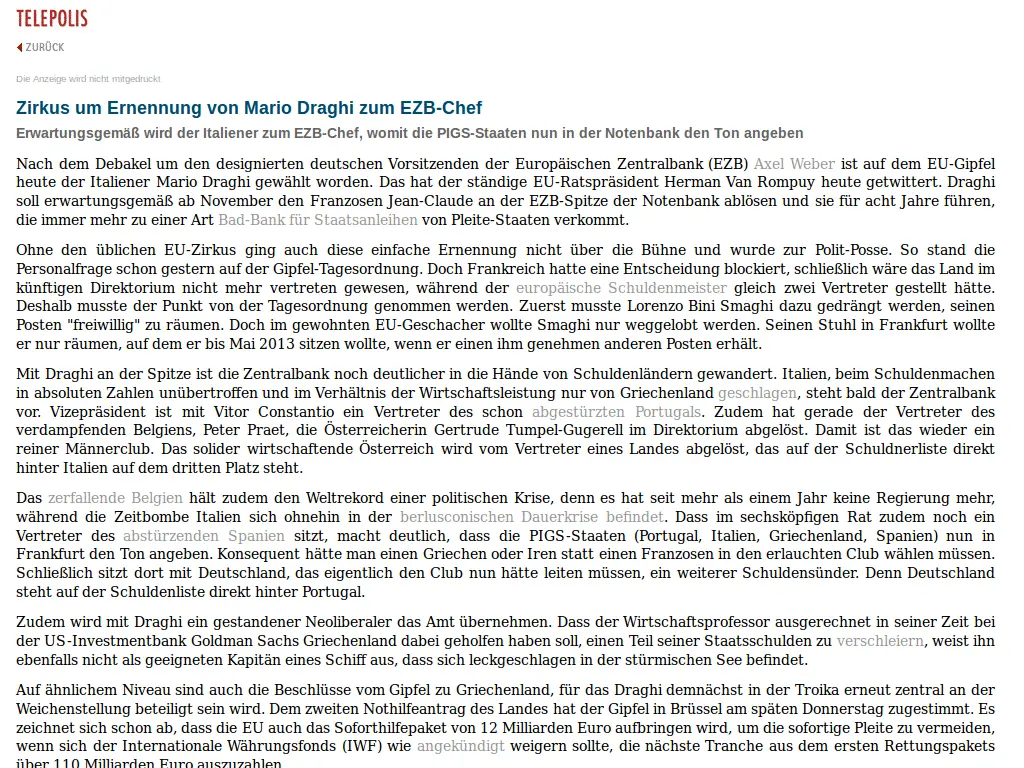 TELEPOLIS
ZURÜCK
Die Anzeige wird nicht mitgedruckt
Zirkus um Ernennung von Mario Draghi zum EZB-Chef
Erwartungsgemäß wird der Italiener zum EZB-Chef, womit die PIGS-Staaten nun in der Notenbank den Ton angeben
Nach dem Debakel um den designierten deutschen Vorsitzenden der Europäischen Zentralbank (EZB) Axel Weber ist auf dem EU-Gipfel
heute der Italiener Mario Draghi gewählt worden. Das hat der ständige EU-Ratspräsident Herman Van Rompuy heute getwittert. Draghi
soll erwartungsgemäß ab November den Franzosen Jean-Claude an der EZB-Spitze der Notenbank ablösen und sie für acht Jahre führen,
die immer mehr zu einer Art Bad-Bank für Staatsanleihen von Pleite-Staaten verkommt.
Ohne den üblichen EU-Zirkus ging auch diese einfache Ernennung nicht über die Bühne und wurde zur Polit-Posse. So stand die
Personalfrage schon gestern auf der Gipfel-Tagesordnung. Doch Frankreich hatte eine Entscheidung blockiert, schließlich wäre das Land im
künftigen Direktorium nicht mehr vertreten gewesen, während der europäische Schuldenmeister gleich zwei Vertreter gestellt hätte.
Deshalb musste der Punkt von der Tagesordnung genommen werden. Zuerst musste Lorenzo Bini Smaghi dazu gedrängt werden, seinen
Posten "freiwillig" zu räumen. Doch im gewohnten EU-Geschacher wollte Smaghi nur weggelobt werden. Seinen Stuhl in Frankfurt wollte
er nur räumen, auf dem er bis Mai 2013 sitzen wollte, wenn er einen ihm genehmen anderen Posten erhält.
Mit Draghi an der Spitze ist die Zentralbank noch deutlicher in die Hände von Schuldenländern gewandert. Italien, beim Schuldenmachen
in absoluten Zahlen unübertroffen und im Verhältnis der Wirtschaftsleistung nur von Griechenland geschlagen, steht bald der Zentralbank
vor. Vizepräsident ist mit Vitor Constantio ein Vertreter des schon abgestürzten Portugals. Zudem hat gerade der Vertreter des
verdampfenden Belgiens, Peter Praet, die Österreicherin Gertrude Tumpel-Gugerell im Direktorium abgelöst. Damit ist das wieder ein
reiner Männerclub. Das solider wirtschaftende Österreich wird vom Vertreter eines Landes abgelöst, das auf der Schuldnerliste direkt
hinter Italien auf dem dritten Platz steht.
Das zerfallende Belgien hält zudem den Weltrekord einer politischen Krise, denn es hat seit mehr als einem Jahr keine Regierung mehr,
während die Zeitbombe Italien sich ohnehin in der berlusconischen Dauerkrise befindet. Dass im sechsköpfigen Rat zudem noch ein
Vertreter des abstürzenden Spanien sitzt, macht deutlich, dass die PIGS-Staaten (Portugal, Italien, Griechenland, Spanien) nun in
Frankfurt den Ton angeben. Konsequent hätte man einen Griechen oder Iren statt einen Franzosen in den erlauchten Club wählen müssen.
Schließlich sitzt dort mit Deutschland, das eigentlich den Club nun hätte leiten müssen, ein weiterer Schuldensünder. Denn Deutschland
steht auf der Schuldenliste direkt hinter Portugal.
Zudem wird mit Draghi ein gestandener Neoliberaler das Amt übernehmen. Dass der Wirtschaftsprofessor ausgerechnet in seiner Zeit bei
der US-Investmentbank Goldman Sachs Griechenland dabei geholfen haben soll, einen Teil seiner Staatsschulden zu verschleiern, weist ihn
ebenfalls nicht als geeigneten Kapitän eines Schiff aus, dass sich leckgeschlagen in der stürmischen See befindet.
Auf ähnlichem Niveau sind auch die Beschlüsse vom Gipfel zu Griechenland, für das Draghi demnächst in der Troika erneut zentral an der
Weichenstellung beteiligt sein wird. Dem zweiten Nothilfeantrag des Landes hat der Gipfel in Brüssel am späten Donnerstag zugestimmt. Es
zeichnet sich schon ab, dass die EU auch das Soforthilfepaket von 12 Milliarden Euro aufbringen wird, um die sofortige Pleite zu vermeiden,
wenn sich der Internationale Währungsfonds (IWF) wie angekündigt weigern sollte, die nächste Tranche aus dem ersten Rettungspakets
über 110 Milliarden Euro auszuzahlen.